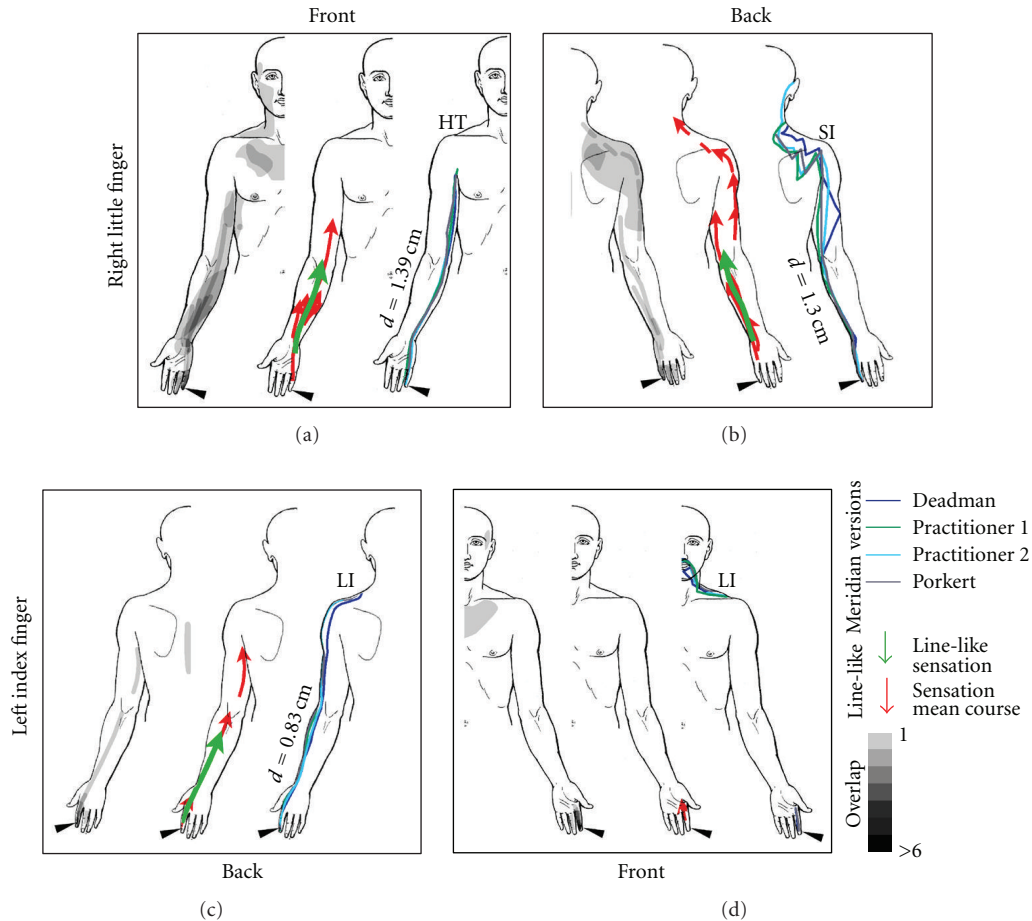 Front
Back
Right little finger
HT
d = 1.39 cm
SI
d = 1.3 cm
(a)
(b)
Left index finger
LI
d = 0.83 cm
LI
Back
Front
(c)
(d)
Meridian versions
Deadman
Practitioner 1
Practitioner 2
Porkert
Line-like
Line-like
sensation
Sensation
mean course
Overlap
1
>6